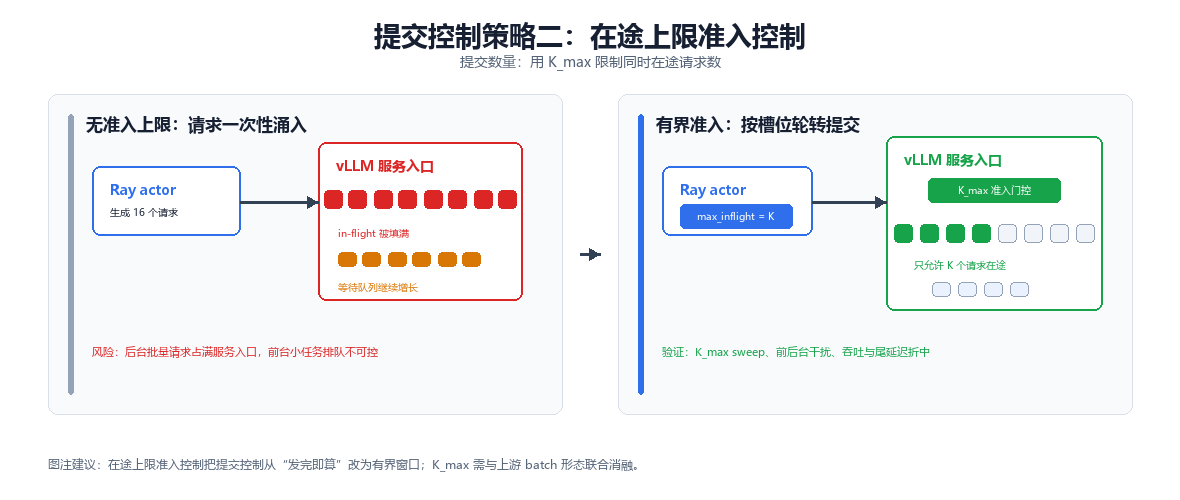 提交控制策略二：在途上限准入控制
提交数量：用 K_max 限制同时在途请求数
无准入上限：请求一次性涌入
Ray actor
生成 16 个请求
vLLM 服务入口
in-flight 被填满
等待队列继续增长
风险：后台批量请求占满服务入口，前台小任务排队不可控
有界准入：按槽位轮转提交
Ray actor
max_inflight = K
vLLM 服务入口
K_max 准入门控
只允许 K 个请求在途
验证：K_max sweep、前后台干扰、吞吐与尾延迟折中
图注建议：在途上限准入控制把提交控制从“发完即算”改为有界窗口；K_max 需与上游 batch 形态联合消融。